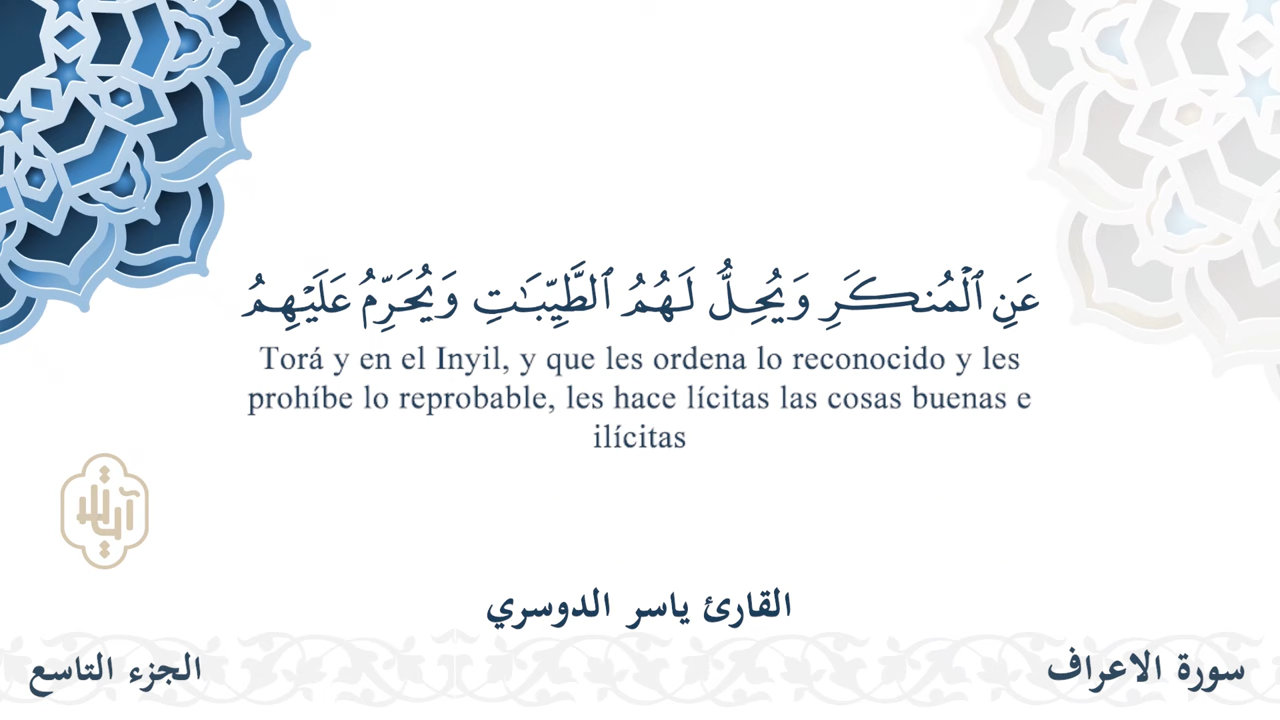 عَنِ ٱلْمُنكَرِ وَيُحِلُّ لَهُمُ ٱلطَّيِّبَـٰتِ وَيُحَرِّمُ عَلَيْهِمُ
Torá y en el Inyil, y que les ordena lo reconocido y les
prohíbe lo reprobable, les hace lícitas las cosas buenas e
ilícitas
القارئ ياسر الدوسري
سورة الاعراف
الجزء التاسع